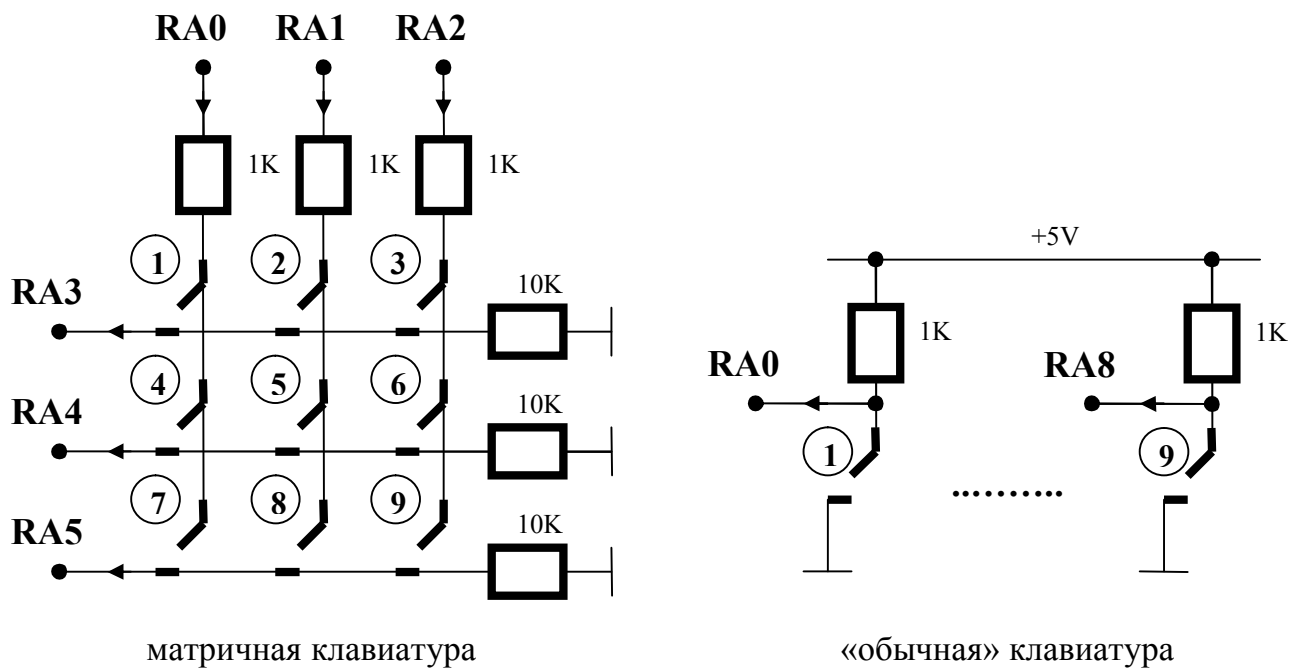 RA0 RA1 RA2
1K 1K 1K
1 2 3
RA3
10K
4 5 6
RA4
10K
7 8 9
RA5
10K
матричная клавиатура
+5V
1K 1K
RA0 RA8
1 9
«обычная» клавиатура